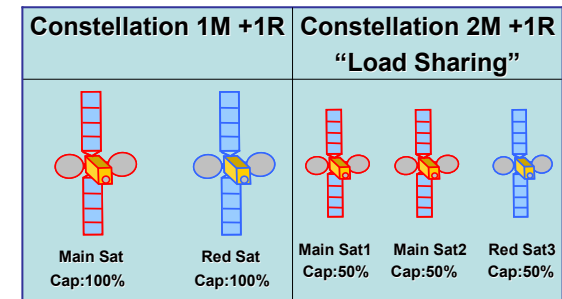 Constellation 1M +1R
Constellation 2M +1R
“Load Sharing”
Main Sat
Cap:100%
Red Sat
Cap:100%
Main Sat1
Cap:50%
Main Sat2
Cap:50%
Red Sat3
Cap:50%